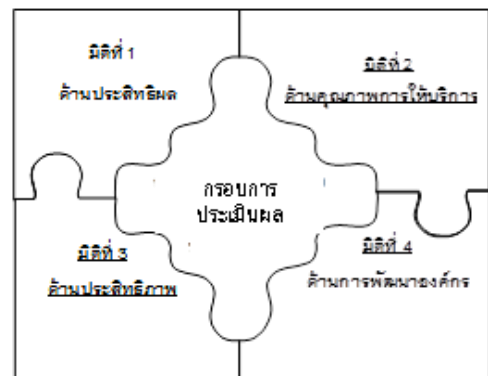 มิติที่ 1
ด้านประสิทธิผล
มิติที่ 2
ด้านคุณภาพการให้บริการ
กรอบการ
ประเมินผล
มิติที่ 3
ด้านประสิทธิภาพ
มิติที่ 4
ด้านการพัฒนาองค์กร